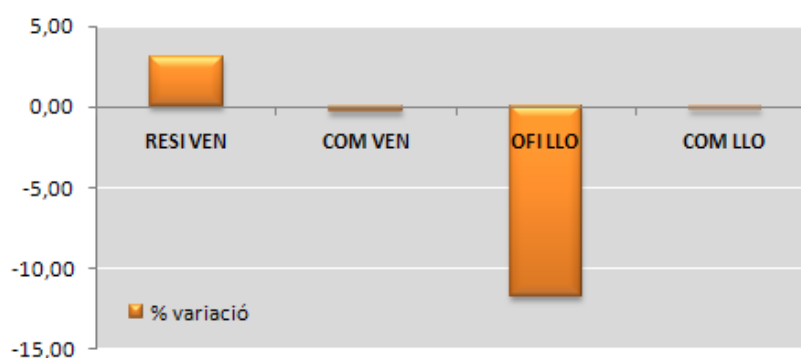 5,00
0,00
RESI VEN
COM VEN
OFI LLO
COM LLO
-5,00
-10,00
% variació
-15,00